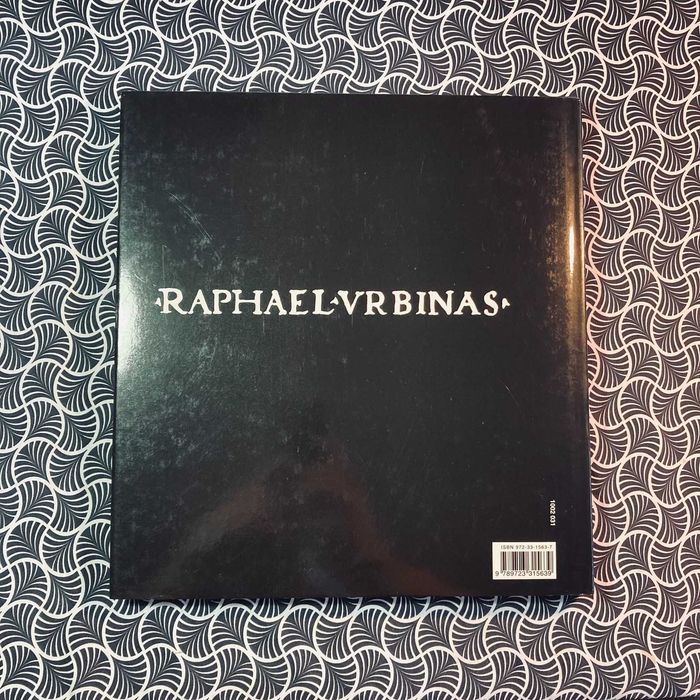 ·RAPHAEL·VRBINAS·
1002 031
ISBN 972-33-1563-7
9 789723 315639